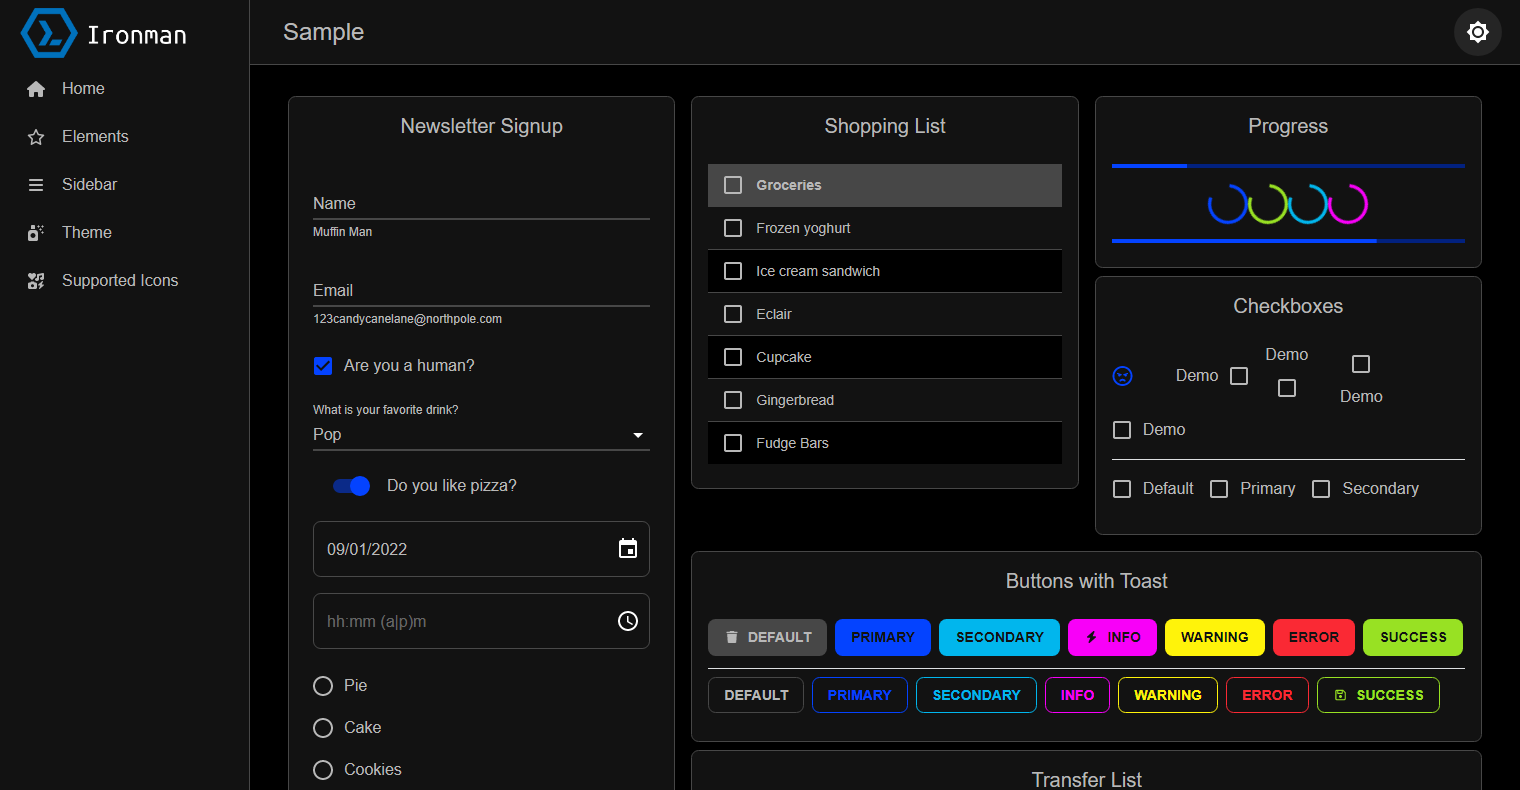 Ironman
Home
Elements
Sidebar
Theme
Supported Icons
Sample
Newsletter Signup
Name
Muffin Man
Email
123candycanelane@northpole.com
Are you a human?
What is your favorite drink?
Pop
Do you like pizza?
09/01/2022
hh:mm (a|p)m
Pie
Cake
Cookies
Shopping List
Groceries
Frozen yoghurt
Ice cream sandwich
Eclair
Cupcake
Gingerbread
Fudge Bars
Progress
Checkboxes
Demo
Demo
Demo
Demo
Default Primary Secondary
Buttons with Toast
DEFAULT PRIMARY SECONDARY INFO WARNING ERROR SUCCESS
DEFAULT PRIMARY SECONDARY INFO WARNING ERROR SUCCESS
Transfer List